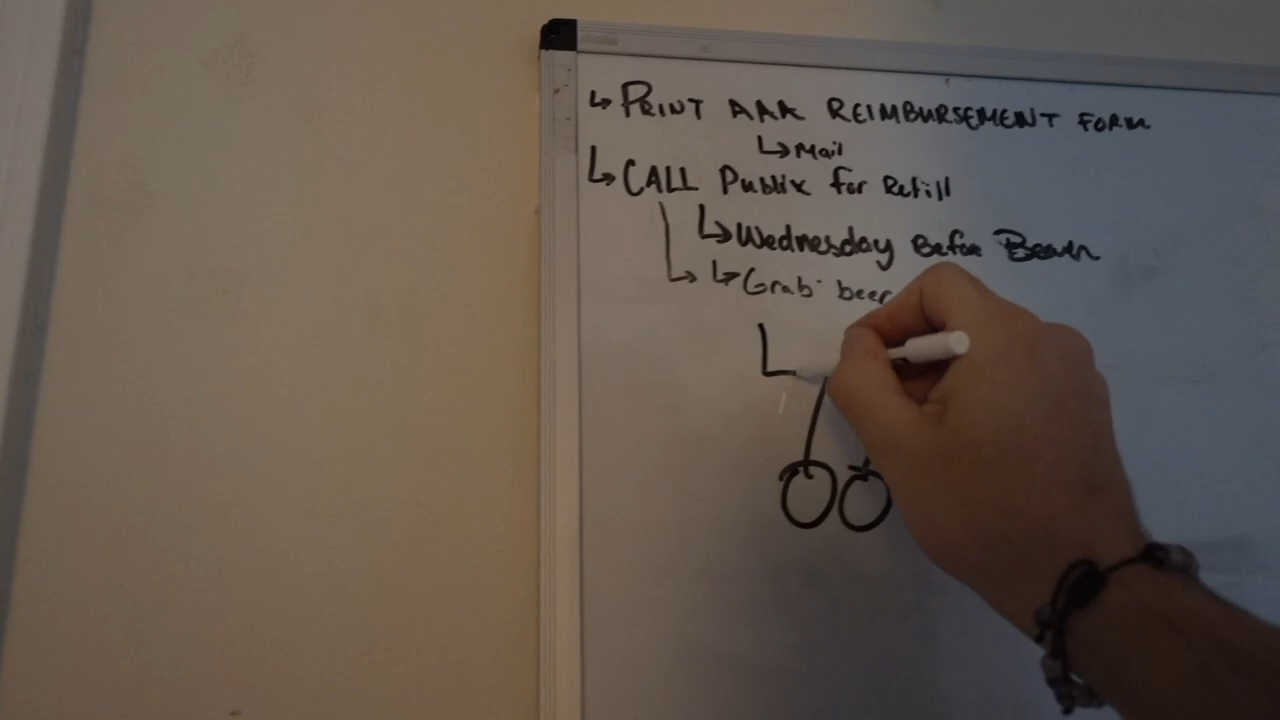 PRINT AAA REIMBURSEMENT FORM
Mail
CALL Publix for Refill
Wednesday Before Beach
Grab beer